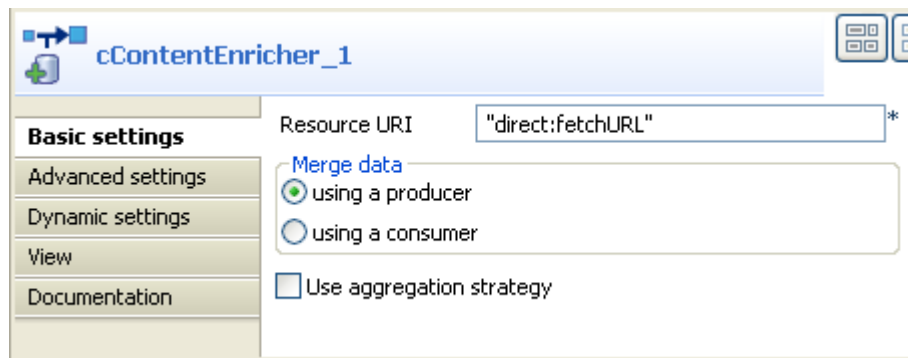 cContentEnricher_1
Basic settings
Advanced settings
Dynamic settings
View
Documentation
Resource URI "direct:fetchURL" *
Merge data
using a producer
using a consumer
Use aggregation strategy